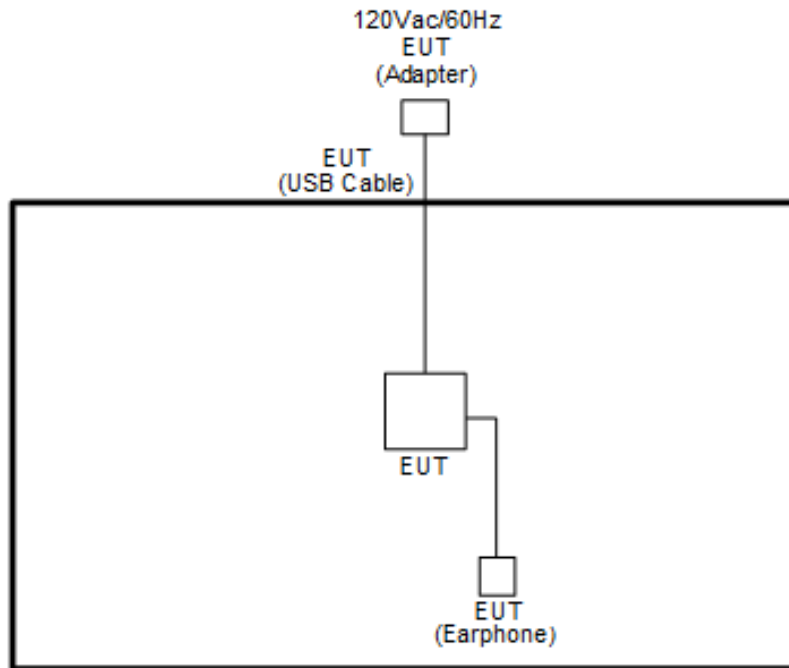 120Vac/60Hz
EUT
(Adapter)
EUT
(USB Cable)
EUT
EUT
(Earphone)